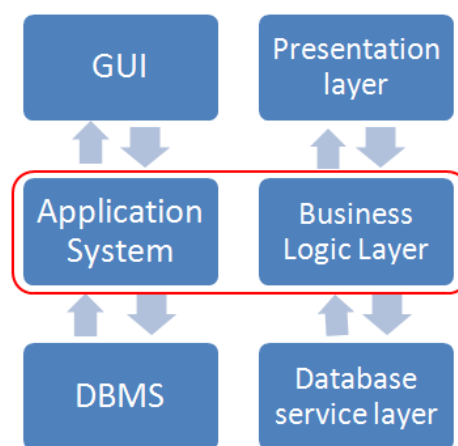 GUI
Presentation
layer
Application
System
Business
Logic Layer
DBMS
Database
service layer